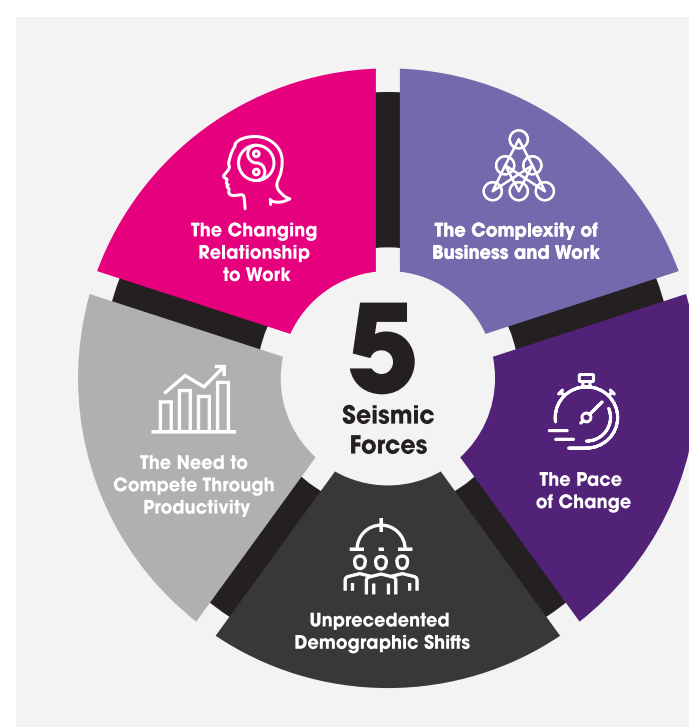 The Changing
Relationship
to Work
The Complexity of
Business and Work
5
Seismic
Forces
The Need to
Compete Through
Productivity
The Pace
of Change
Unprecedented
Demographic Shifts